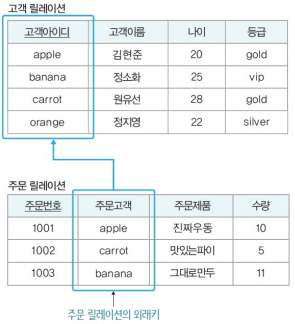 고객 릴레이션
고객아이디 고객이름 나이 등급
apple 김현준 20 gold
banana 정소화 25 vip
carrot 원유선 28 gold
orange 정지영 22 silver
주문 릴레이션
주문번호 주문고객 주문제품 수량
1001 apple 진짜우동 10
1002 carrot 맛있는파이 5
1003 banana 그대로만두 11
주문 릴레이션의 외래키